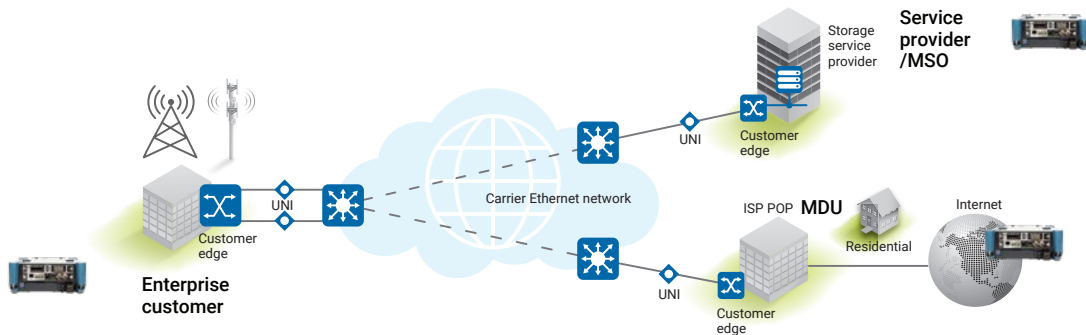 Storage
service
provider
Service
provider
/MSO
UNI
Customer
edge
UNI
Carrier Ethernet network
Customer
edge
Enterprise
customer
ISP POP
MDU
Residential
Internet
UNI
Customer
edge